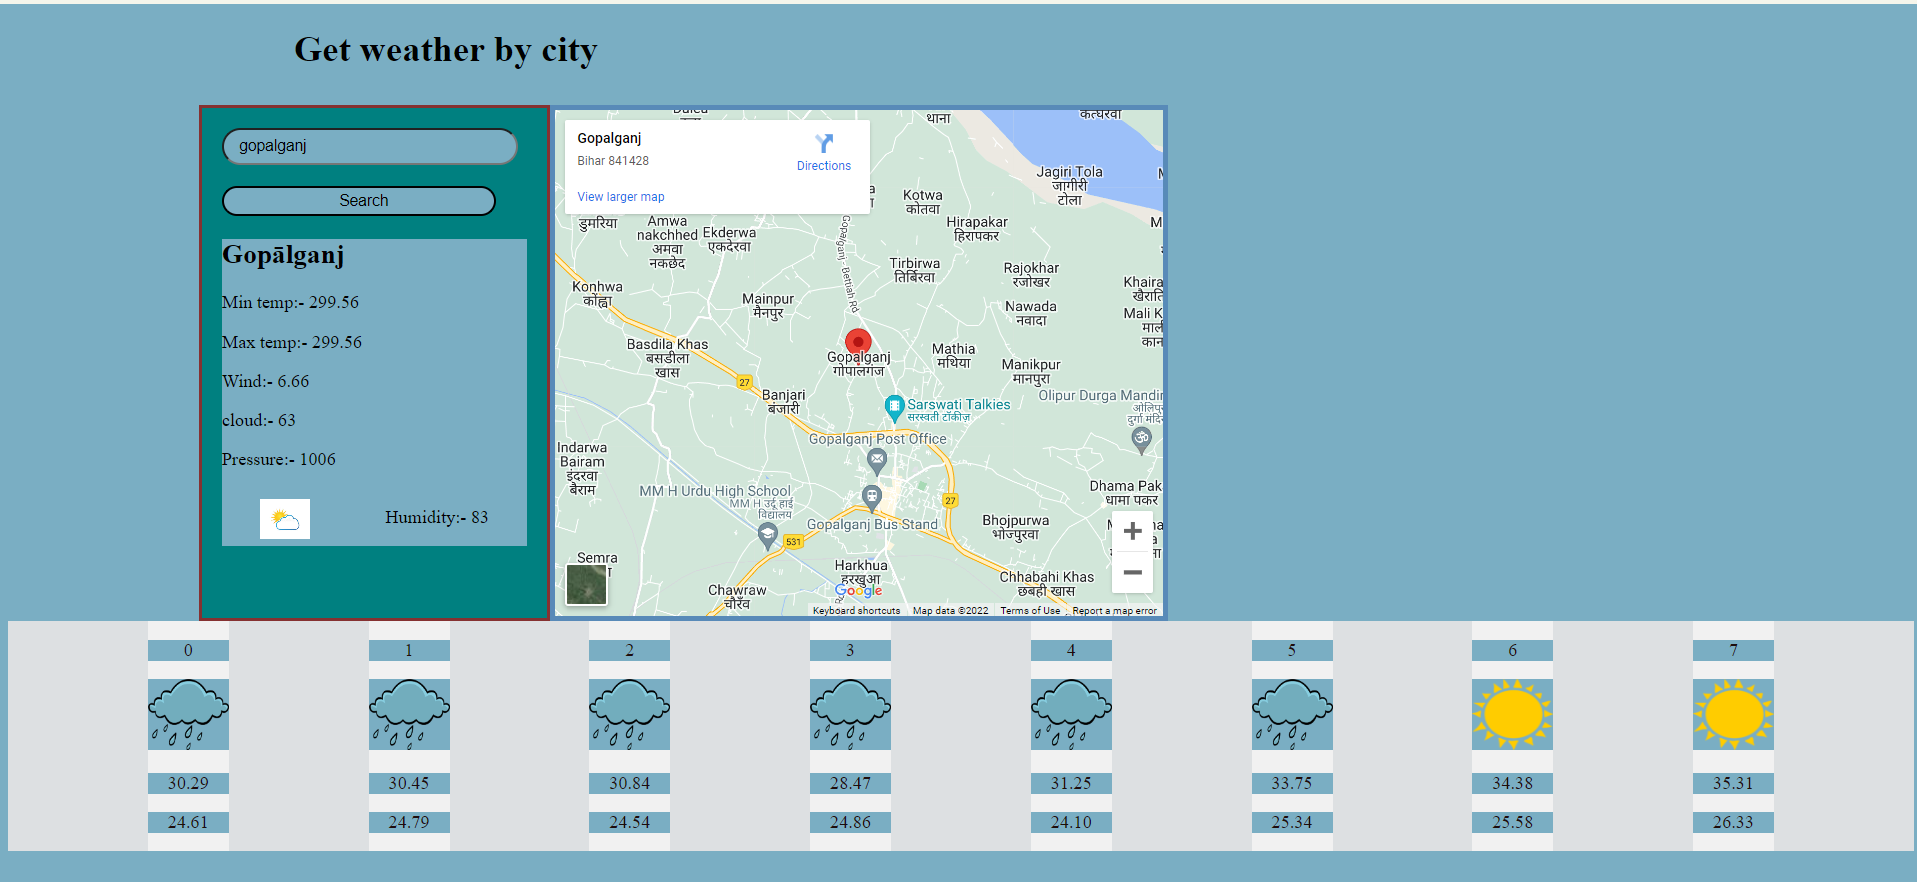 Get weather by city
gopalganj
Search
Gopālganj
Min temp:- 299.56
Max temp:- 299.56
Wind:- 6.66
cloud:- 63
Pressure:- 1006
Humidity:- 83
Gopalganj
Bihar 841428
Directions
View larger map
थाना
कत्घरवा
Jagiri Tola
जागीरी
टोला
Kotwa
कोतवा
Hirapakar
हिरापकर
डुमरिया
Amwa
nakchhed
अमवा
नकछेद
Ekderwa
एकदेरवा
Gopalganj - Bettiah Rd
Tirbirwa
तिर्बिरवा
Rajokhar
रजोखर
Khaira
Konhwa
कोंह्वा
Mainpur
मैनपुर
Nawada
नवादा
Mali K
Basdila Khas
बसडीला
खास
Gopalganj
गोपालगंज
Mathia
मथिया
Manikpur
मानपुरा
27
Banjari
बंजारी
Sarswati Talkies
सरस्वती टॉकीज़
Olipur Durga Mandir
Gopalganj Post Office
Indarwa
Bairam
इंदरवा
बैराम
MM H Urdu High School
MM H उर्दू हाई
विद्यालय
27
Dhama Pak
धामा पकर
Gopalganj Bus Stand
Bhojpurwa
भोज्पुरवा
531
Semra
Harkhua
हरखुआ
Chhabahi Khas
छबही खास
Chawraw
चौराँव
Google
Keyboard shortcuts
Map data ©2022
Terms of Use
Report a map error
0 1 2 3 4 5 6 7
30.29 30.45 30.84 28.47 31.25 33.75 34.38 35.31
24.61 24.79 24.54 24.86 24.10 25.34 25.58 26.33